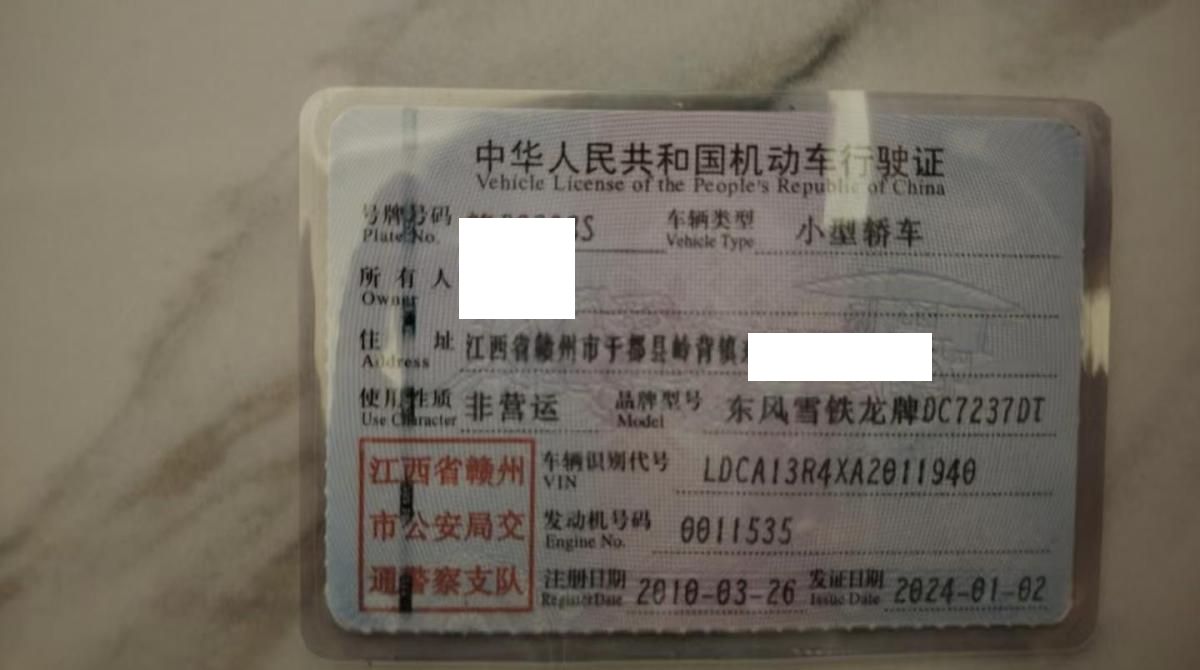 中华人民共和国机动车行驶证
Vehicle License of the People's Republic of China
号牌号码 S 车辆类型 小型轿车
Plate No. Vehicle Type
所有人
Owner
住址 江西省赣州市于都县岭背镇
Address
使用性质 非营运 品牌型号 东风雪铁龙牌DC7237DT
Use Character Model
江西省赣州
市公安局交
通警察支队
车辆识别代号 LDCA13R4XA2011940
VIN
发动机号码 0011535
Engine No.
注册日期 2010-03-26 发证日期 2024-01-02
Register Date Issue Date